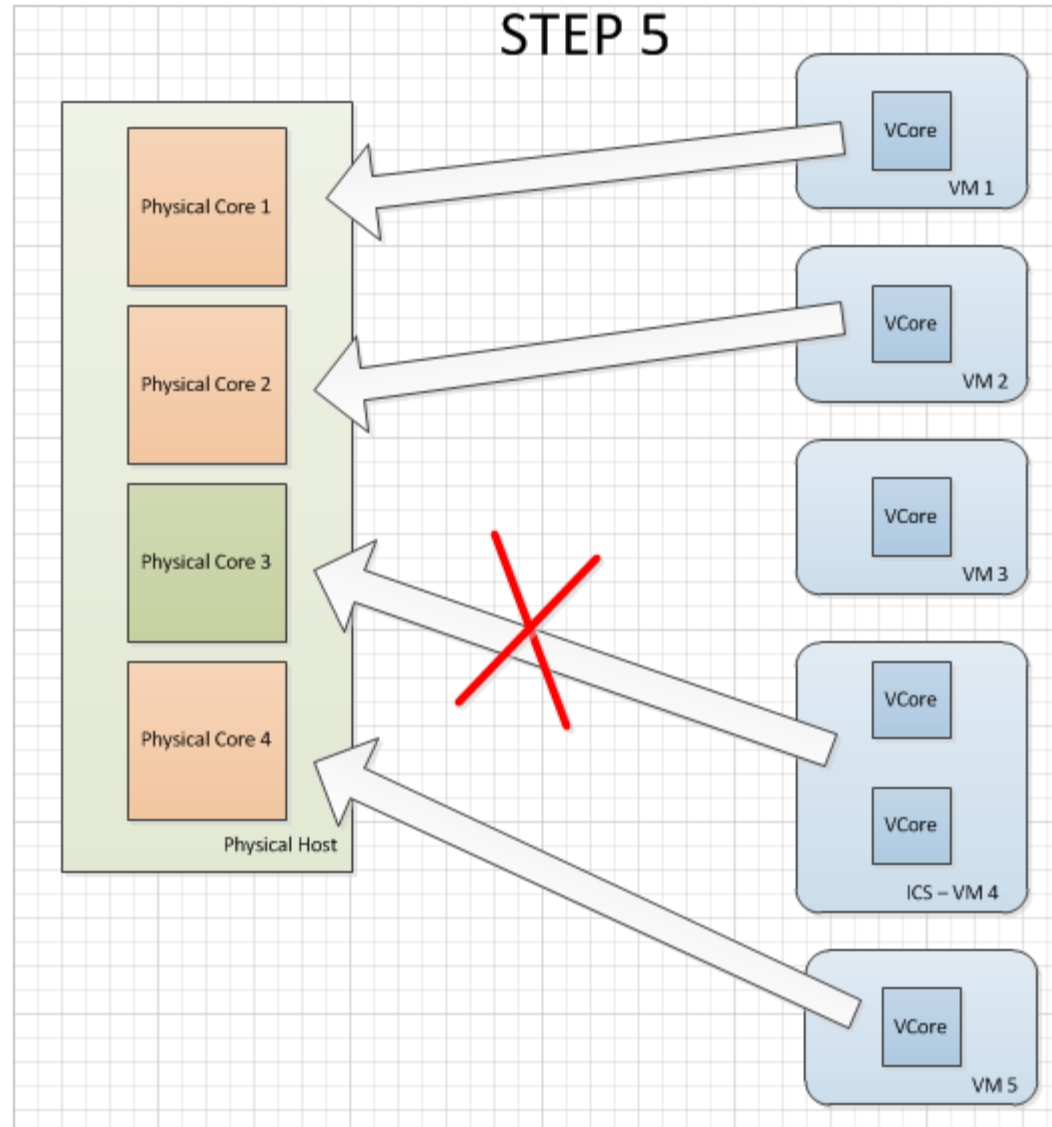 STEP 5
Physical Core 1
Physical Core 2
Physical Core 3
Physical Core 4
Physical Host
VCore
VM 1
VCore
VM 2
VCore
VM 3
VCore
VCore
ICS – VM 4
VCore
VM 5